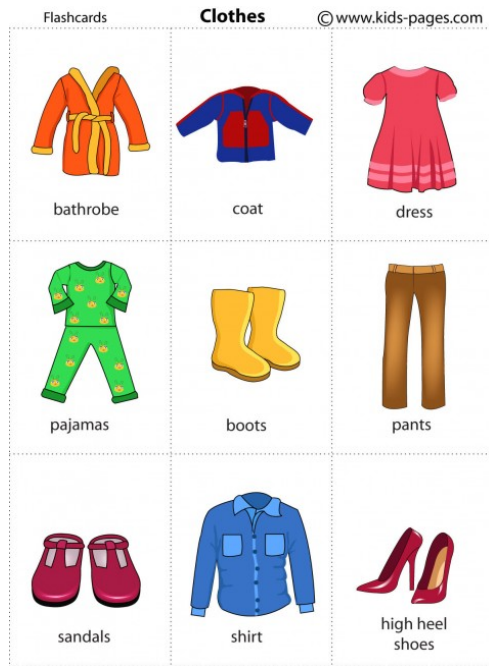 Flashcards
Clothes
© www.kids-pages.com
bathrobe
coat
dress
pajamas
boots
pants
sandals
shirt
high heel
shoes